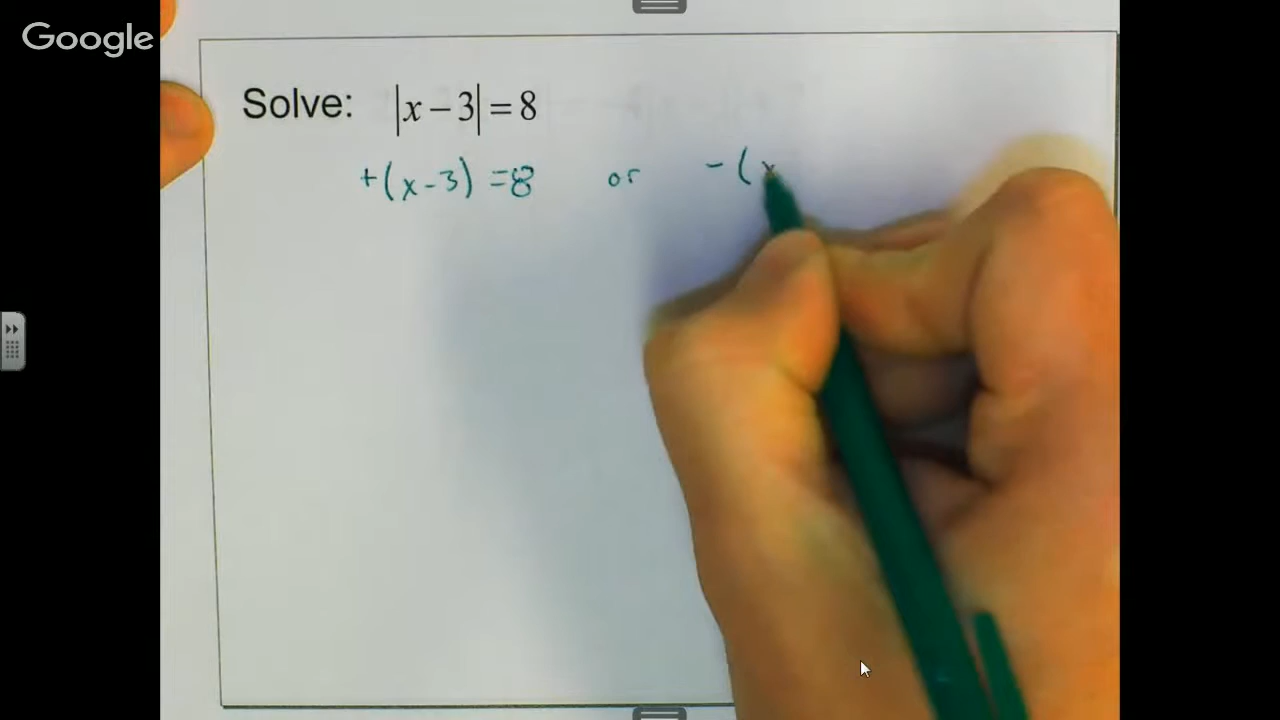 Google
Solve: |x − 3| = 8
+(x-3) = 8 or -(x